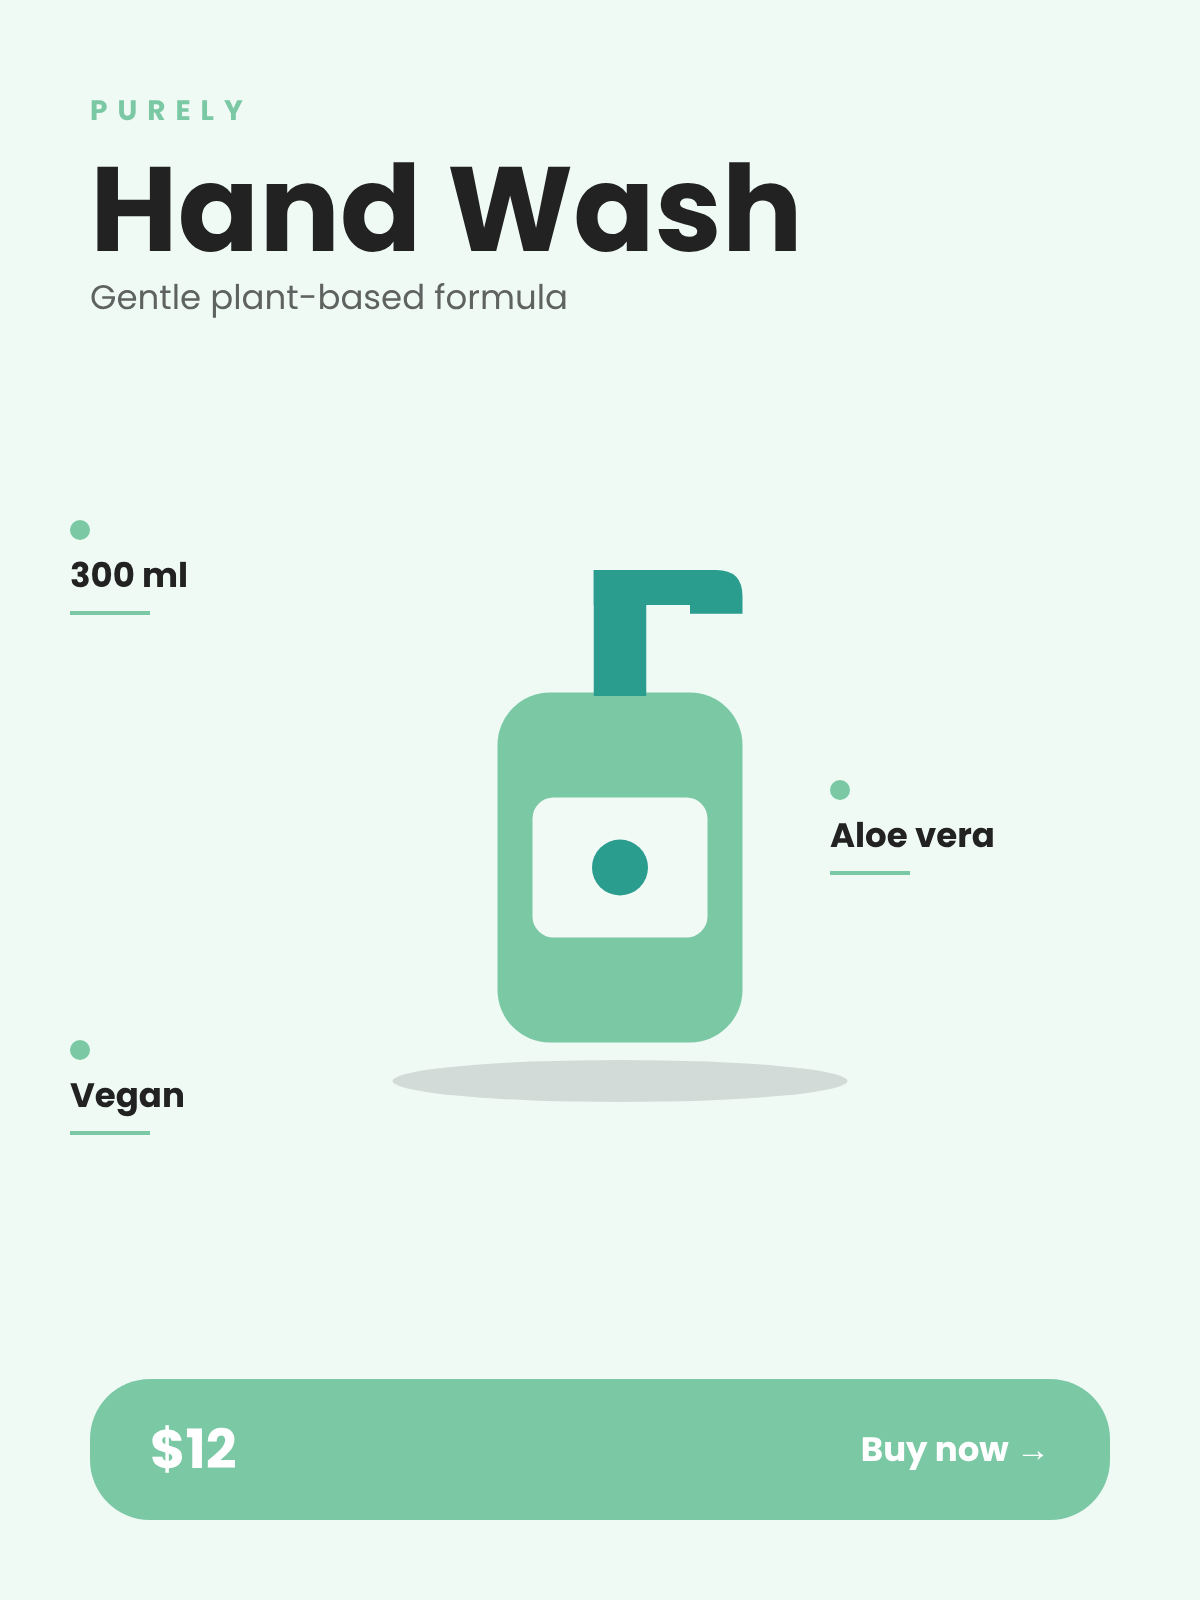 PURELY
Hand Wash
Gentle plant-based formula
300 ml
Aloe vera
Vegan
$12
Buy now →